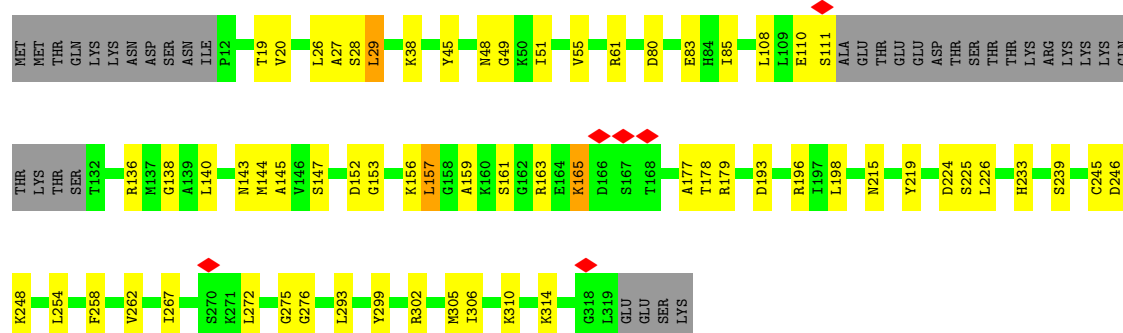 MET MET THR GLN LYS LYS ASN ASP SER ASN ILE P12 T19 V20 L26 A27 S28 L29 K38 Y45 N48 G49 K50 I51 V55 R61 D80 E83 H84 I85 L108 L109 E110 S111 ALA GLU THR GLU GLU ASP THR SER THR THR LYS ARG LYS LYS LYS GLN
THR LYS THR SER T132 R136 M137 G138 A139 L140 N143 M144 A145 V146 S147 D152 G153 K156 L157 G158 A159 K160 S161 G162 R163 E164 K165 D166 S167 T168 A177 T178 R179 D193 R196 I197 L198 N215 Y219 D224 S225 L226 H233 S239 C245 D246
K248 L254 F258 V262 I267 S270 K271 L272 G275 G276 L293 Y299 R302 M305 I306 K310 K314 G318 L319 GLU GLU SER LYS